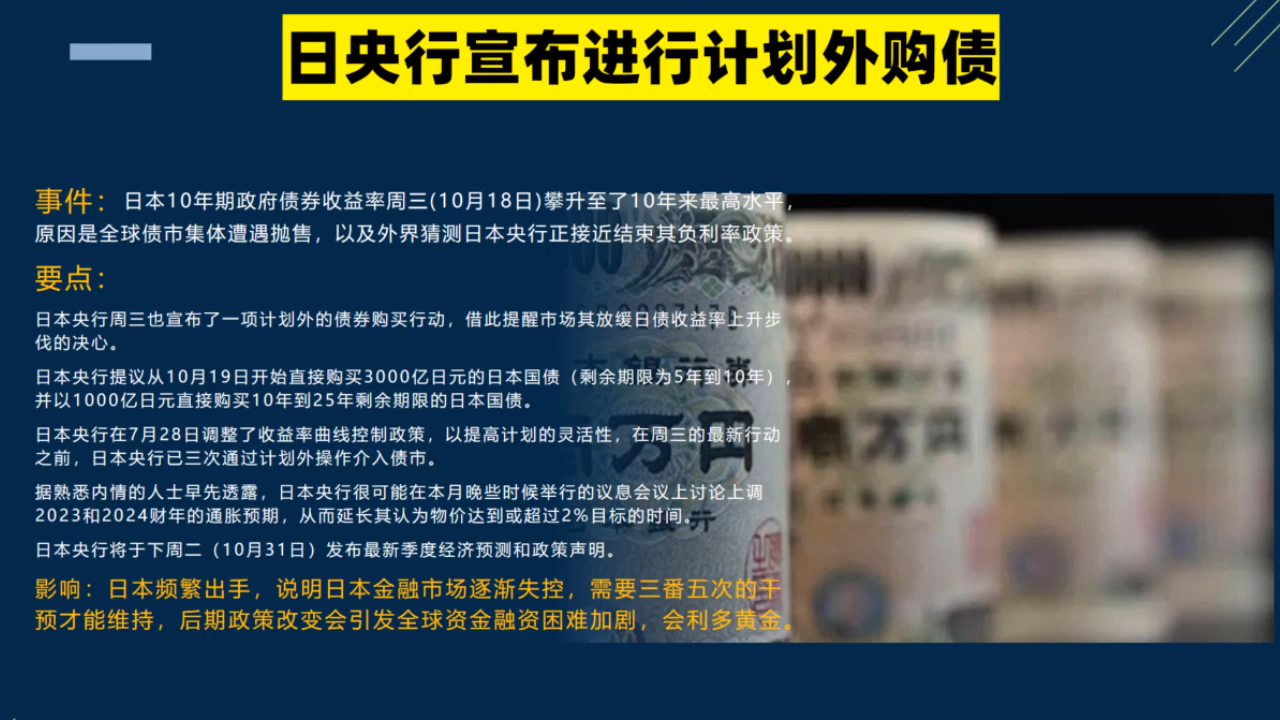 日央行宣布进行计划外购债
事件：日本10年期政府债券收益率周三(10月18日)攀升至了10年来最高水平，
原因是全球债市集体遭遇抛售，以及外界猜测日本央行正接近结束其负利率政策。
要点：
日本央行周三也宣布了一项计划外的债券购买行动，借此提醒市场其放缓日债收益率上升步
伐的决心。
日本央行提议从10月19日开始直接购买3000亿日元的日本国债（剩余期限为5年到10年），
并以1000亿日元直接购买10年到25年剩余期限的日本国债。
日本央行在7月28日调整了收益率曲线控制政策，以提高计划的灵活性，在周三的最新行动
之前，日本央行已三次通过计划外操作介入债市。
据熟悉内情的人士早先透露，日本央行很可能在本月晚些时候举行的议息会议上讨论上调
2023和2024财年的通胀预期，从而延长其认为物价达到或超过2%目标的时间。
日本央行将于下周二（10月31日）发布最新季度经济预测和政策声明。
影响：日本频繁出手，说明日本金融市场逐渐失控，需要三番五次的干
预才能维持，后期政策改变会引发全球资金融资困难加剧，会利多黄金。